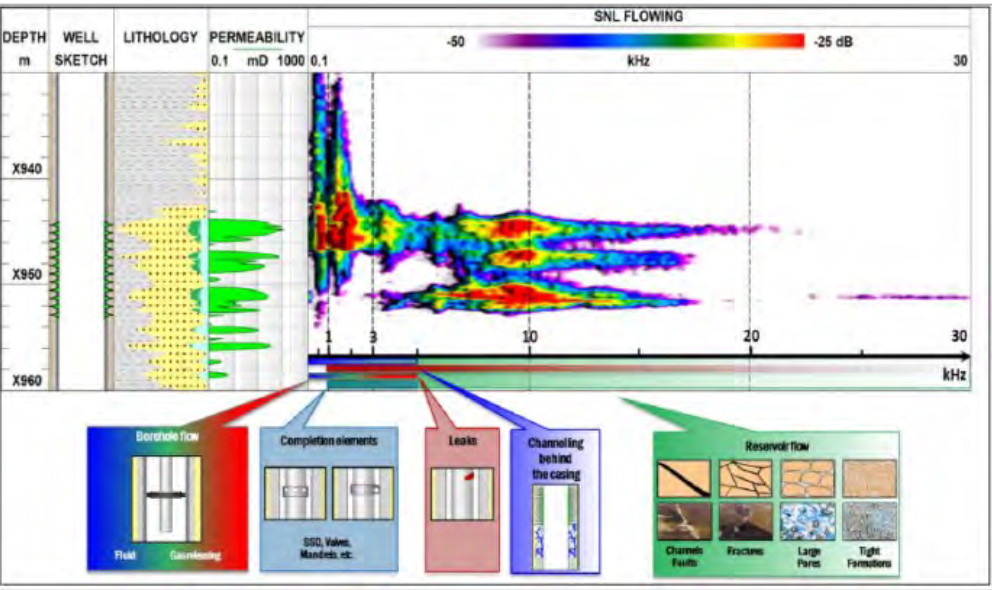 SNL FLOWING
DEPTH WELL LITHOLOGY PERMEABILITY
-50 -25 dB
m SKETCH 0.1 mD 1000 0.1 kHz 30
X940
X950
1 3 10 20 30
X960
kHz
Borehole flow
Fluid Gas
Completion elements
SSD, Valves,
Mandrels, etc.
Leaks
Channelling
behind
the casing
Reservoir flow
Channels
Faults
Fractures
Large
Pores
Tight
Formations